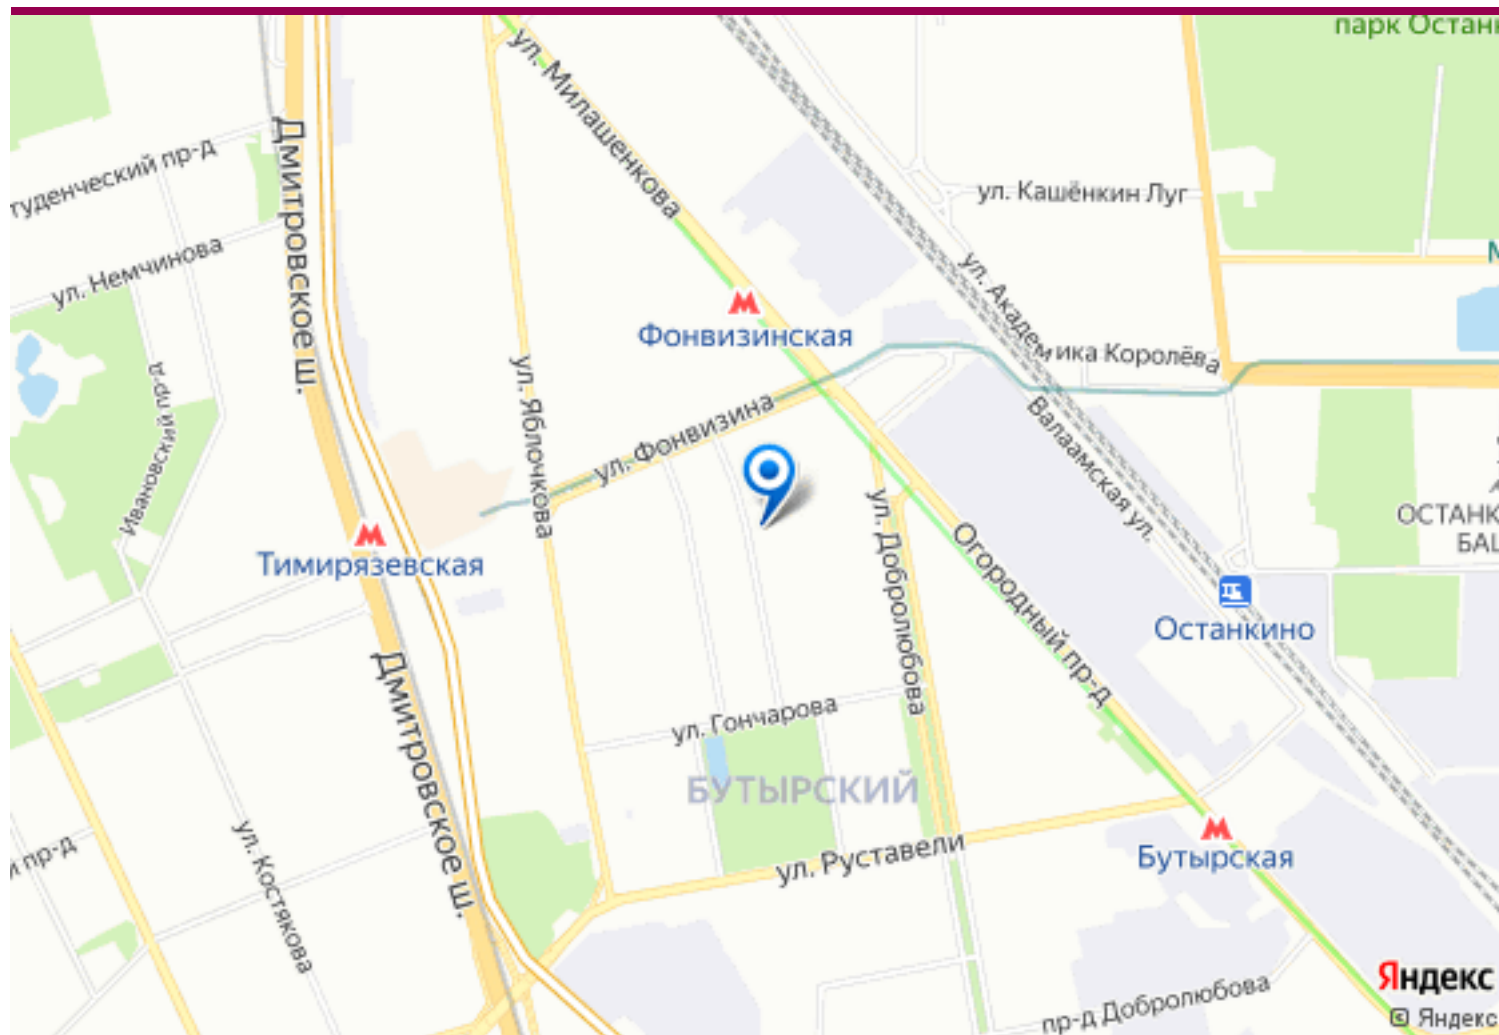 парк Останк
ул. Милашенкова
Дмитровское ш.
туденческий пр-д
ул. Кашёнкин Луг
ул. Немчинова
М
Фонвизинская
ул. Академика Королёва
Ивановский пр-д
ул. Яблочкова
ул. Фонвизина
Валаамская ул.
ул. Добролюбова
Огородный пр-д
ОСТАНК
БАШ
М
Тимирязевская
Останкино
Дмитровское ш.
ул. Гончарова
БУТЫРСКИЙ
ул. Костякова
й пр-д
ул. Руставели
М
Бутырская
пр-д Добролюбова
Яндекс
© Яндекс